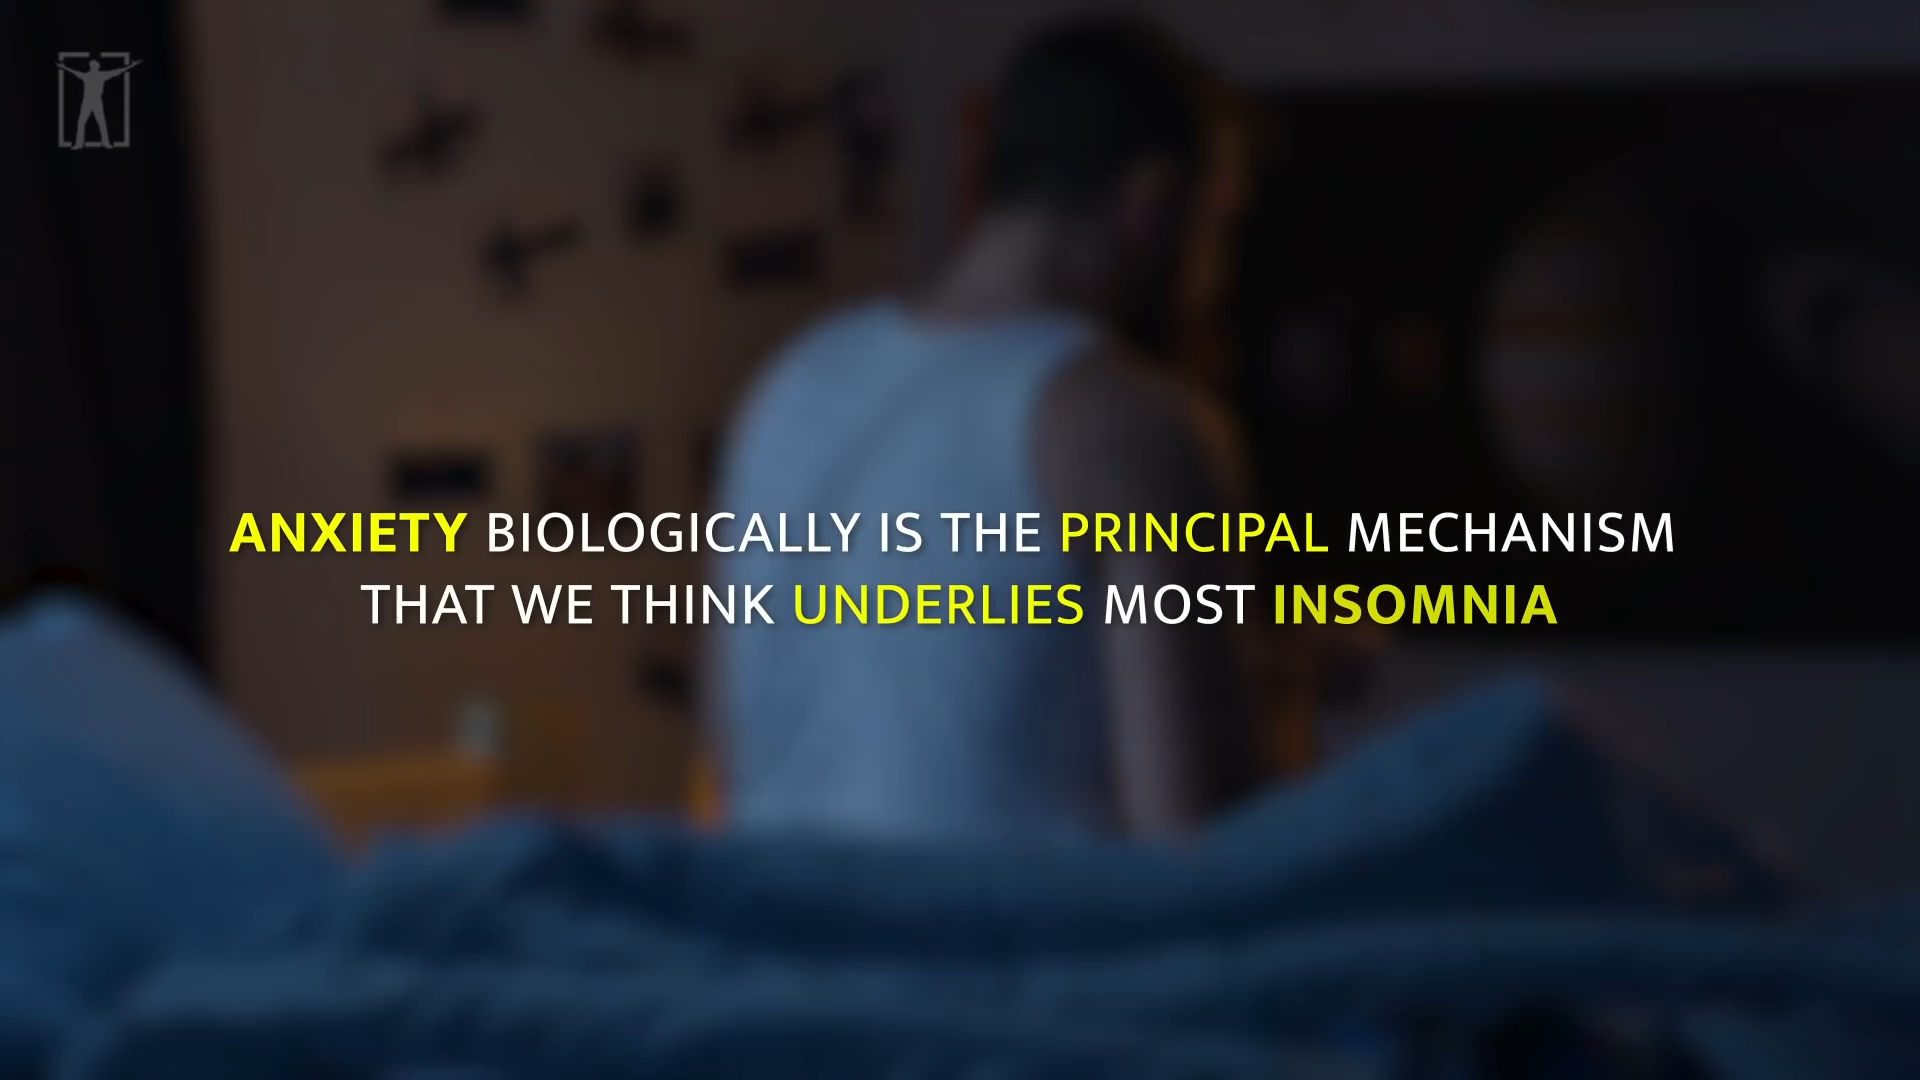 ANXIETY BIOLOGICALLY IS THE PRINCIPAL MECHANISM
THAT WE THINK UNDERLIES MOST INSOMNIA